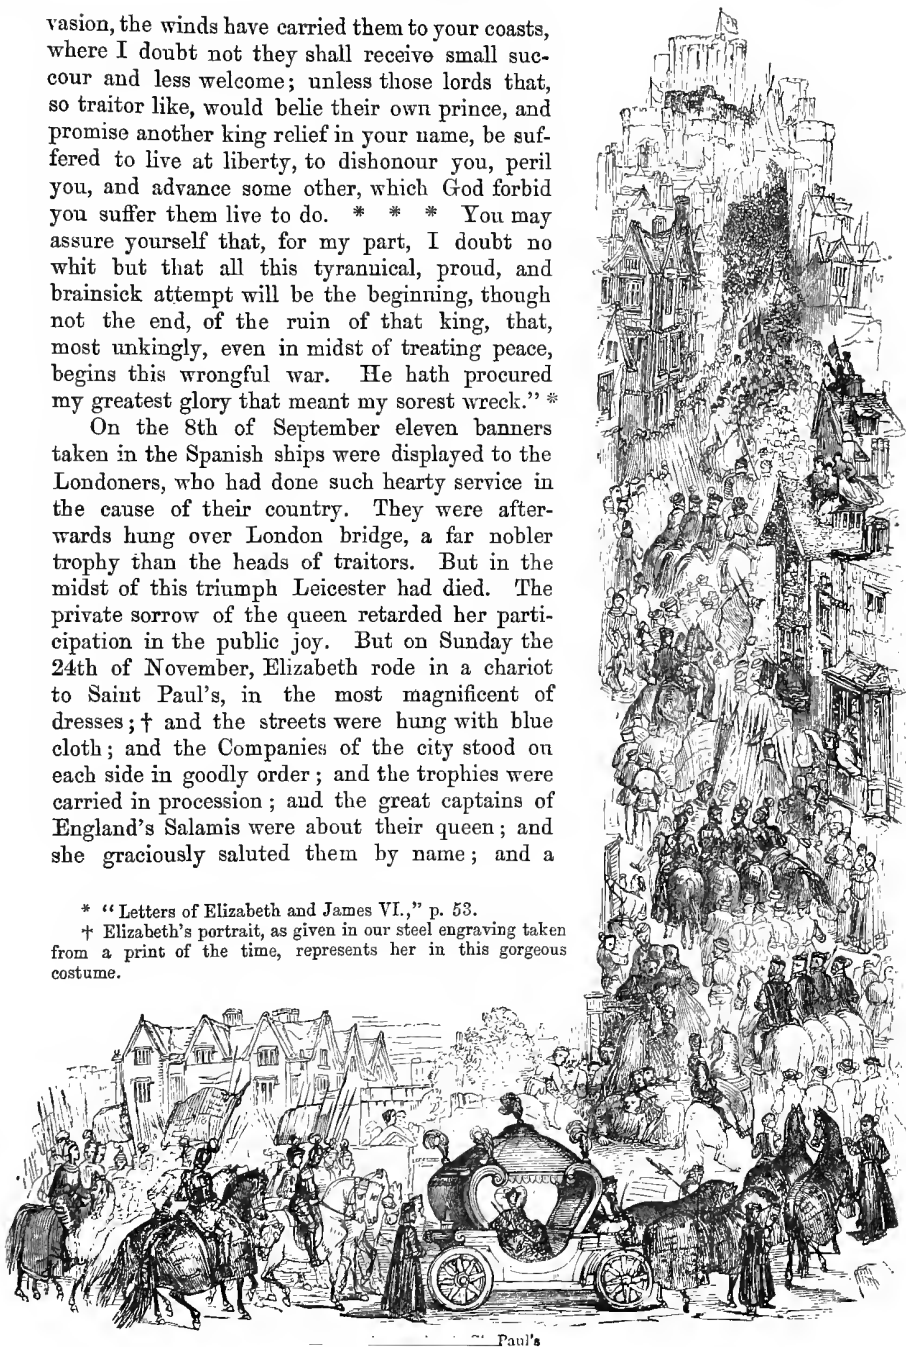 vasion, the winds have carried them to your coasts,
where I doubt not they shall receive small suc-
cour and less welcome; unless those lords that,
so traitor like, would belie their own prince, and
promise another king relief in your name, be suf-
fered to live at liberty, to dishonour you, peril
you, and advance some other, which God forbid
you suffer them live to do. * * * You may
assure yourself that, for my part, I doubt no
whit but that all this tyrannical, proud, and
brainsick attempt will be the beginning, though
not the end, of the ruin of that king, that,
most unkingly, even in midst of treating peace,
begins this wrongful war. He hath procured
my greatest glory that meant my sorest wreck." *
On the 8th of September eleven banners
taken in the Spanish ships were displayed to the
Londoners, who had done such hearty service in
the cause of their country. They were after-
wards hung over London bridge, a far nobler
trophy than the heads of traitors. But in the
midst of this triumph Leicester had died. The
private sorrow of the queen retarded her parti-
cipation in the public joy. But on Sunday the
24th of November, Elizabeth rode in a chariot
to Saint Paul's, in the most magnificent of
dresses; † and the streets were hung with blue
cloth; and the Companies of the city stood on
each side in goodly order; and the trophies were
carried in procession; and the great captains of
England's Salamis were about their queen; and
she graciously saluted them by name; and a
* "Letters of Elizabeth and James VI.," p. 53.
† Elizabeth's portrait, as given in our steel engraving taken
from a print of the time, represents her in this gorgeous
costume.
Paul's